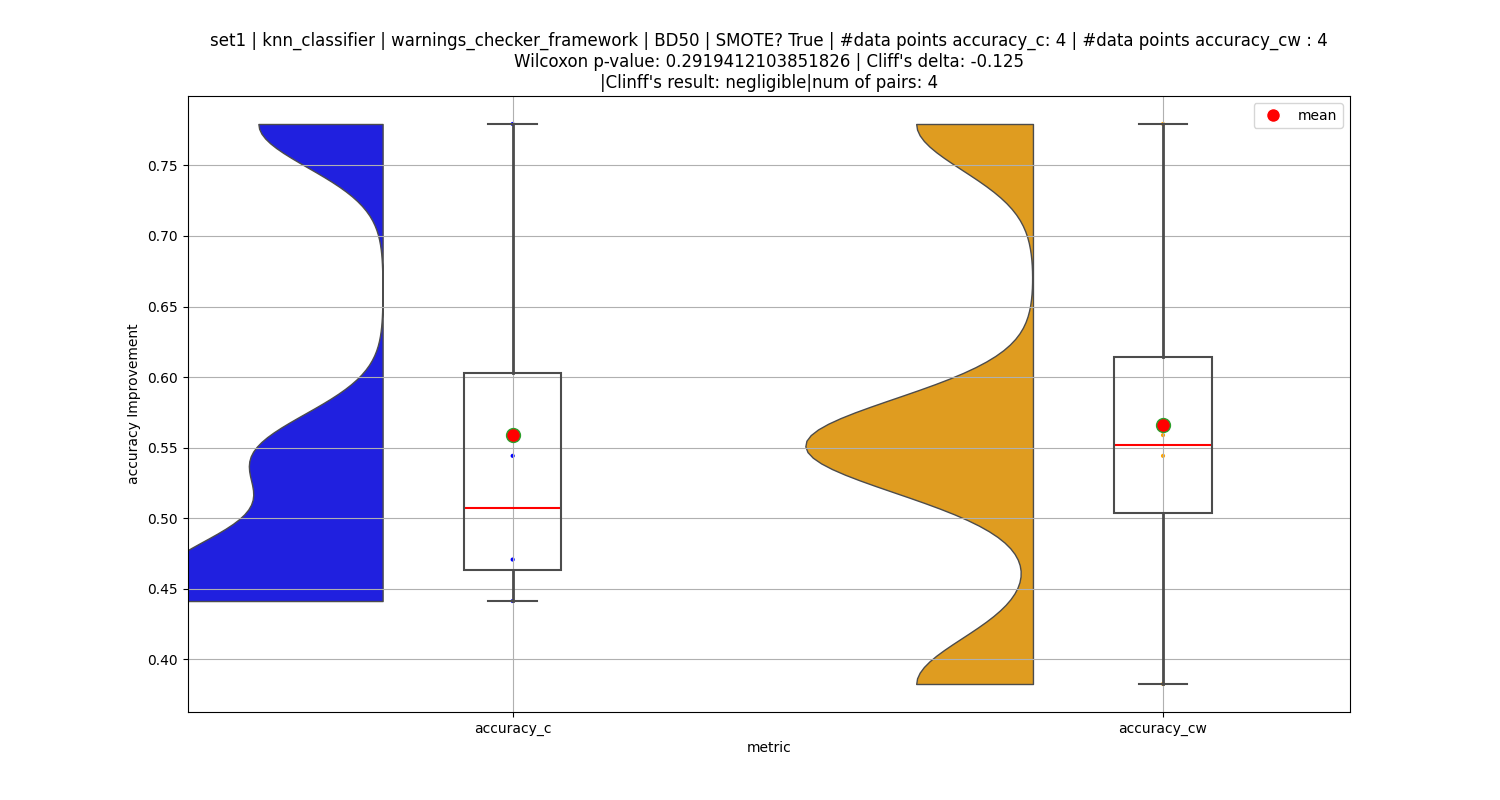 set1 | knn_classifier | warnings_checker_framework | BD50 | SMOTE? True | #data points accuracy_c: 4 | #data points accuracy_cw : 4
Wilcoxon p-value: 0.2919412103851826 | Cliff's delta: -0.125
|Clinff's result: negligible|num of pairs: 4
mean
0.75
0.70
0.65
0.60
0.55
0.50
0.45
0.40
accuracy Improvement
accuracy_c
accuracy_cw
metric